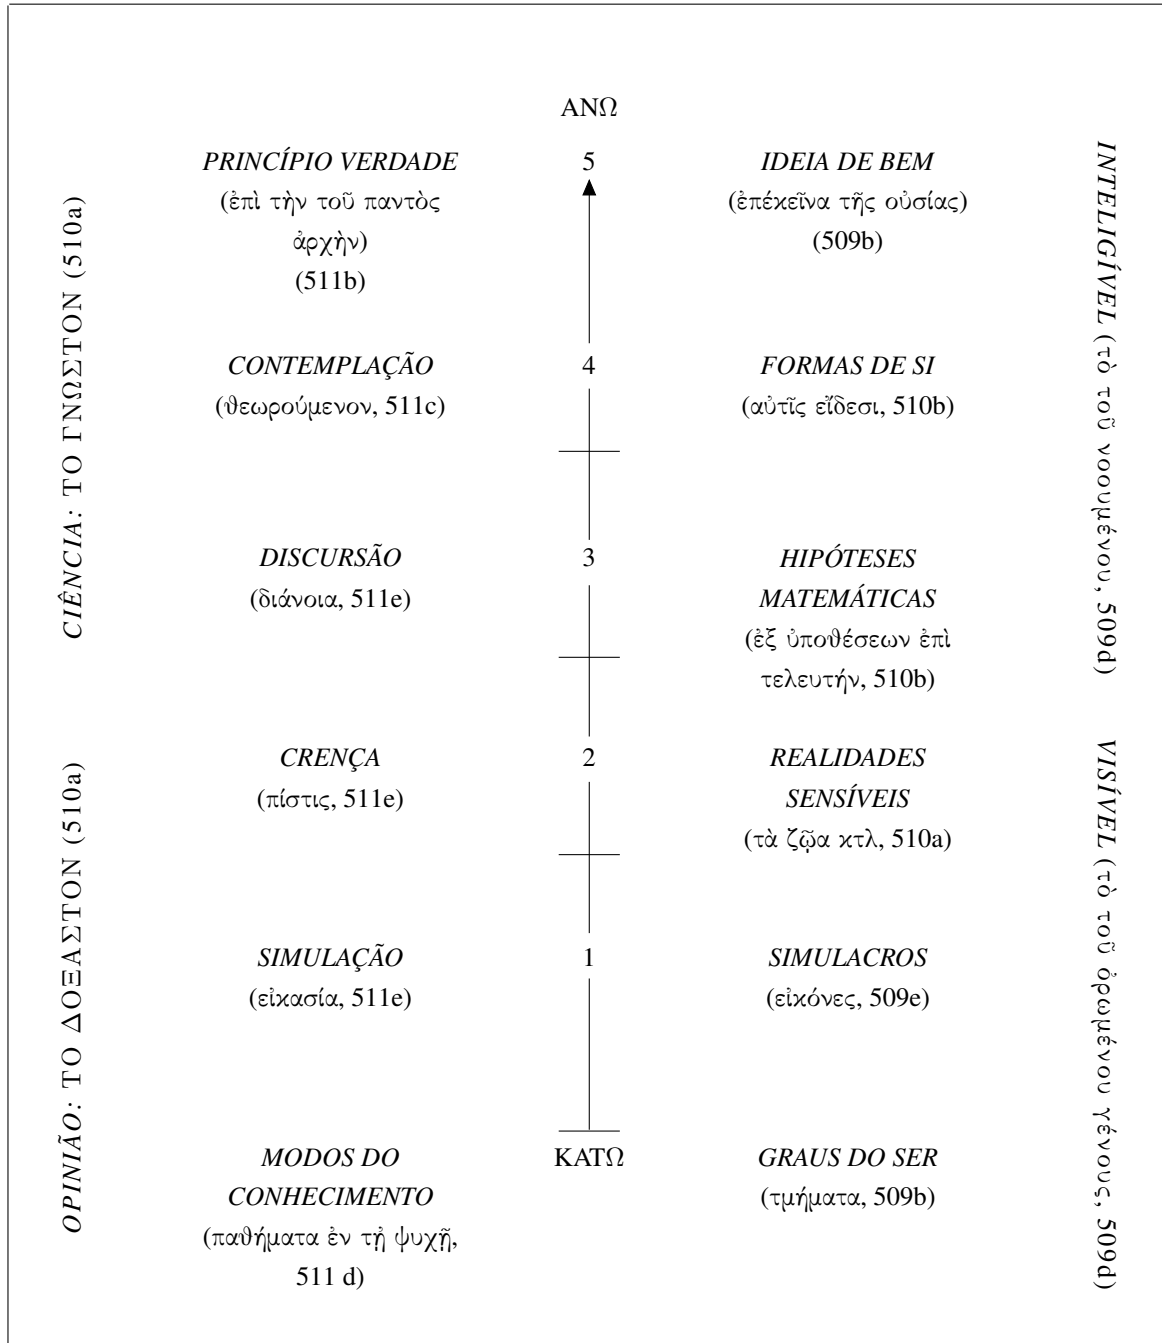 ΑΝΩ
PRINCÍPIO VERDADE 5 IDEIA DE BEM
(ἐπὶ τὴν τοῦ παντὸς (ἐπέκεῖνα τῆς οὐσίας)
ἀρχὴν) (509b)
(511b)
CONTEMPLAÇÃO 4 FORMAS DE SI
(θεωρούμενον, 511c) (αὐτῖς εἴδεσι, 510b)
DISCURSÃO 3 HIPÓTESES
(διάνοια, 511e) MATEMÁTICAS
(ἐξ ὑποθέσεων ἐπὶ
τελευτήν, 510b)
CRENÇA 2 REALIDADES
(πίστις, 511e) SENSÍVEIS
(τὰ ζῷα κτλ, 510a)
SIMULAÇÃO 1 SIMULACROS
(εἰκασία, 511e) (εἰκόνες, 509e)
MODOS DO ΚΑΤΩ GRAUS DO SER
CONHECIMENTO (τμήματα, 509b)
(παθήματα ἐν τῇ ψυχῇ,
511 d)
CIÊNCIA: ΤΟ ΓΝΩΣΤΟΝ (510a)
OPINIÃO: ΤΟ ΔΟΞΑΣΤΟΝ (510a)
INTELIGÍVEL (τὸ τοῦ νοουμένου, 509d)
VISÍVEL (τὸ τοῦ ὁρωμένου γένους, 509d)